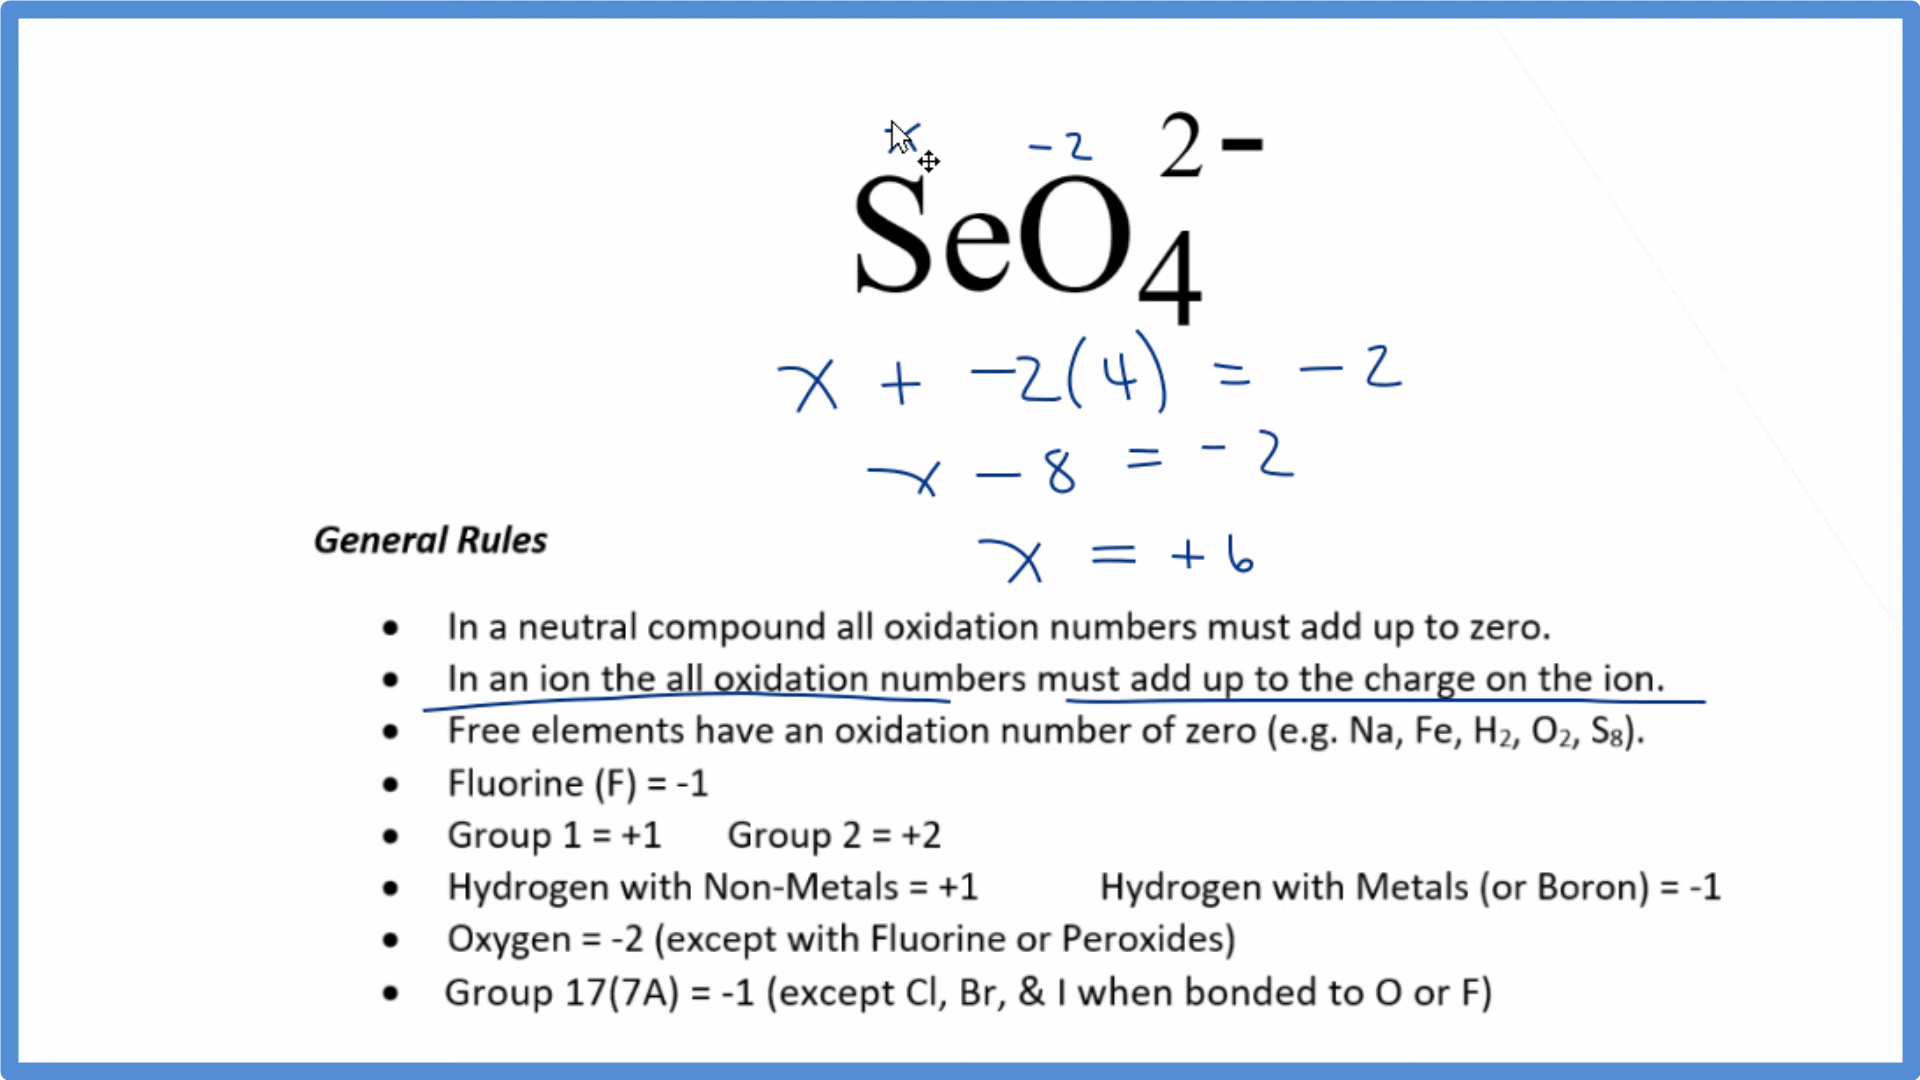 x -2
SeO₄²⁻
x + -2(4) = -2
x - 8 = -2
x = +6
General Rules
• In a neutral compound all oxidation numbers must add up to zero.
• In an ion the all oxidation numbers must add up to the charge on the ion.
• Free elements have an oxidation number of zero (e.g. Na, Fe, H₂, O₂, S₈).
• Fluorine (F) = -1
• Group 1 = +1 Group 2 = +2
• Hydrogen with Non-Metals = +1 Hydrogen with Metals (or Boron) = -1
• Oxygen = -2 (except with Fluorine or Peroxides)
• Group 17(7A) = -1 (except Cl, Br, & I when bonded to O or F)